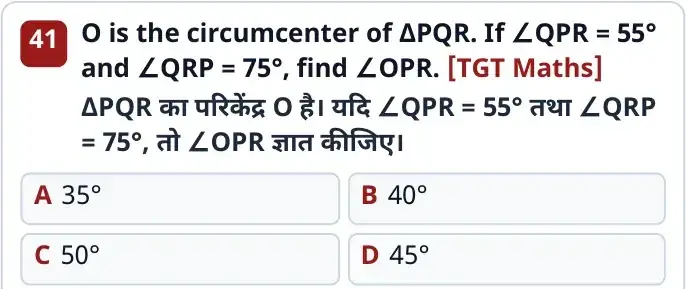 41 O is the circumcenter of ΔPQR. If ∠QPR = 55°
and ∠QRP = 75°, find ∠OPR. [TGT Maths]
ΔPQR का परिकेंद्र O है। यदि ∠QPR = 55° तथा ∠QRP
= 75°, तो ∠OPR ज्ञात कीजिए।
A 35° B 40°
C 50° D 45°